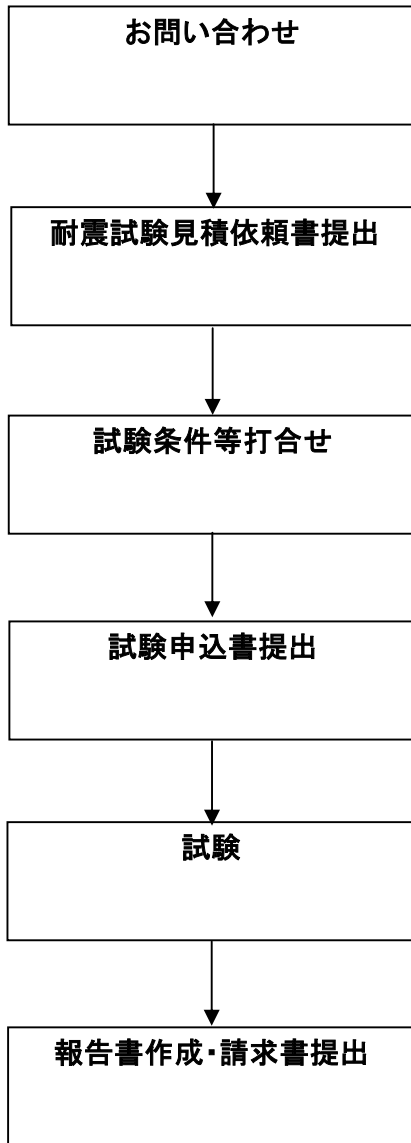 お問い合わせ
耐震試験見積依頼書提出
試験条件等打合せ
試験申込書提出
試験
報告書作成・請求書提出